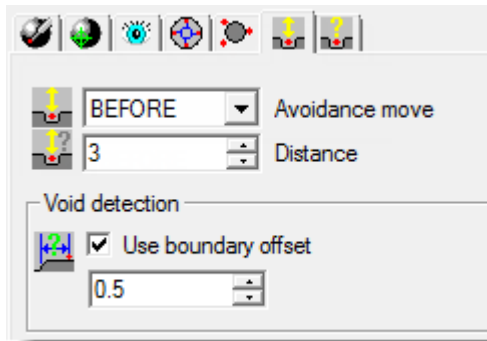 BEFORE Avoidance move
3 Distance
Void detection
Use boundary offset
0.5